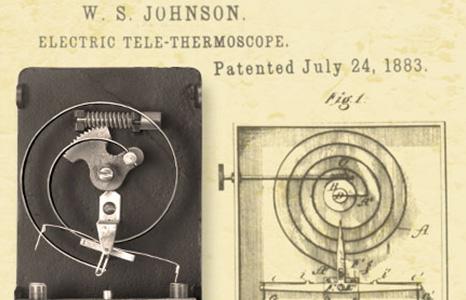 W. S. JOHNSON.
ELECTRIC TELE-THERMOSCOPE.
Patented July 24, 1883.
Fig. 1.
A